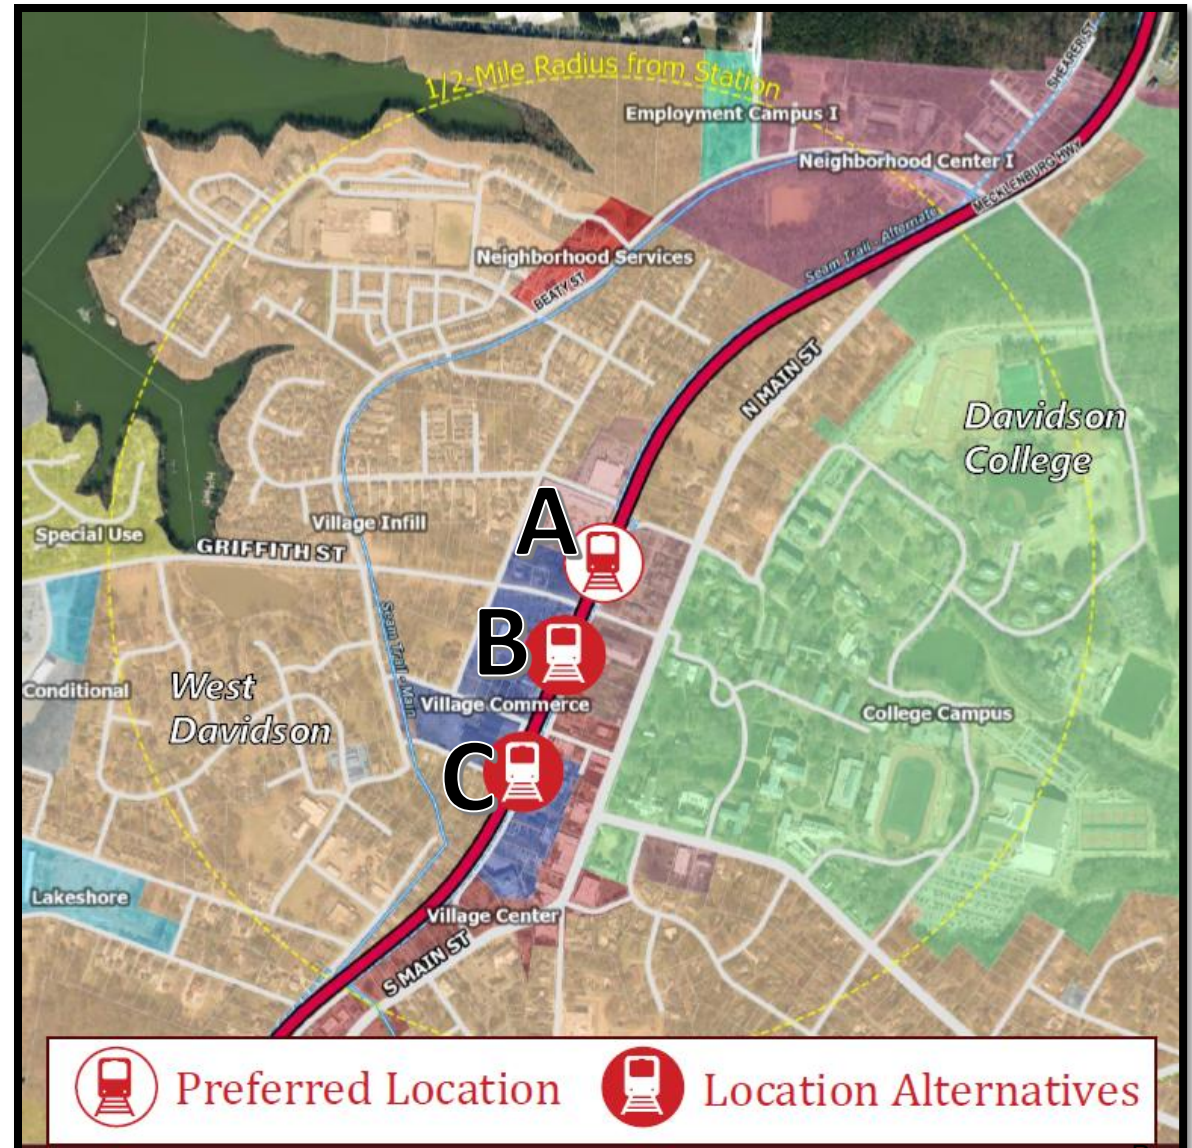 1/2-Mile Radius from Station
SHEARER ST
Employment Campus I
Neighborhood Center I
MECKLENBURG HWY
Seam Trail - Alternate
Neighborhood Services
BEATY ST
N MAIN ST
Davidson
College
A
Special Use
Village Infill
GRIFFITH ST
B
Seam Trail - Main
West
Davidson
Conditional
Village Commerce
College Campus
C
Lakeshore
Village Center
S MAIN ST
Preferred Location
Location Alternatives